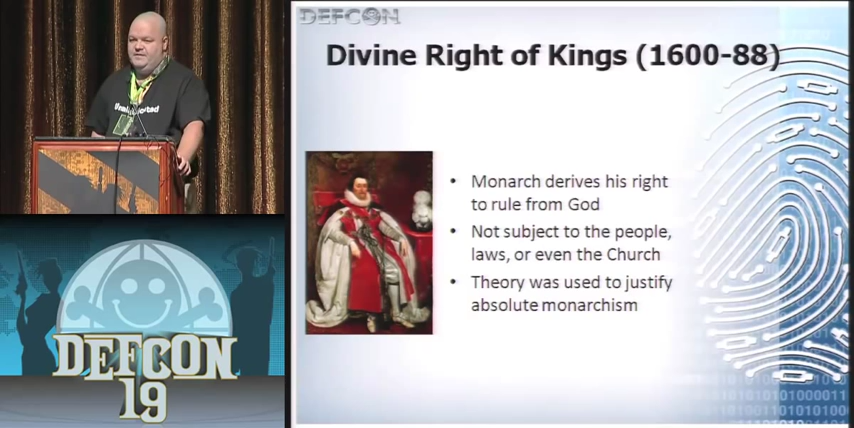 DEFCON
Divine Right of Kings (1600-88)
• Monarch derives his right
to rule from God
• Not subject to the people,
laws, or even the Church
• Theory was used to justify
absolute monarchism
DEFCON
19